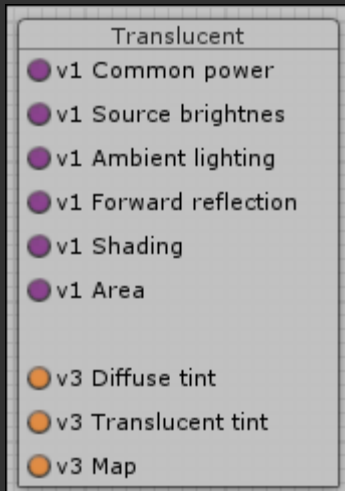 Translucent
v1 Common power
v1 Source brightnes
v1 Ambient lighting
v1 Forward reflection
v1 Shading
v1 Area
v3 Diffuse tint
v3 Translucent tint
v3 Map